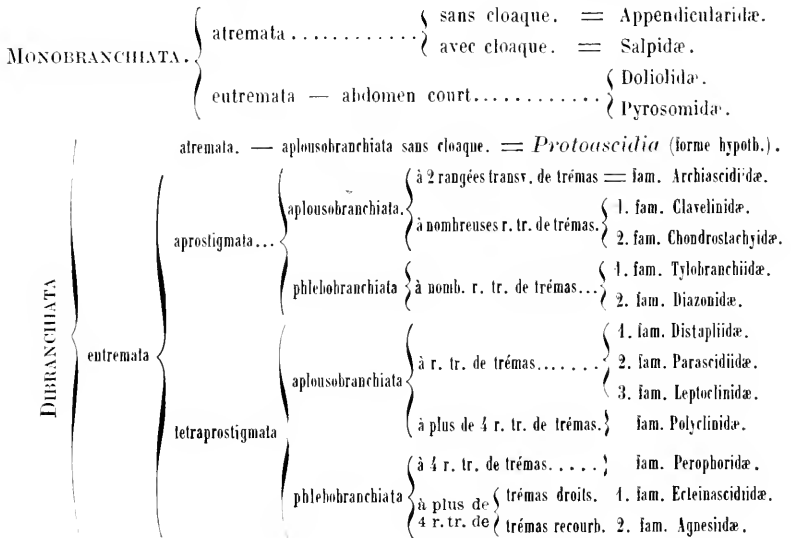 atremata ............ sans cloaque. = Appendicularidæ.
MONOBRANCHIATA. avec cloaque. = Salpidæ.
eutremata — abdomen court............ Doliolidæ.
Pyrosomidæ.
atremata. — aplousobranchiata sans cloaque. = Protoascidia (forme hypoth.).
à 2 rangées transv. de trémas = fam. Archiascidiidæ.
aplousobranchiata.
à nombreuses r. tr. de trémas. 1. fam. Clavelinidæ.
2. fam. Chondrostachyidæ.
aprostigmata...
phlebobranchiata à nomb. r. tr. de trémas... 1. fam. Tylobranchiidæ.
2. fam. Diazonidæ.
DIBRANCHIATA
eutremata
1. fam. Distapliidæ.
aplousobranchiata à r. tr. de trémas....... 2. fam. Parascidiidæ.
3. fam. Leptoclinidæ.
tetraprostigmata à plus de 4 r. tr. de trémas. fam. Polyclinidæ.
à 4 r. tr. de trémas..... fam. Perophoridæ.
phlebobranchiata à plus de trémas droits. 1. fam. Ecteinascidiidæ.
4 r. tr. de trémas recourb. 2. fam. Agnesiidæ.